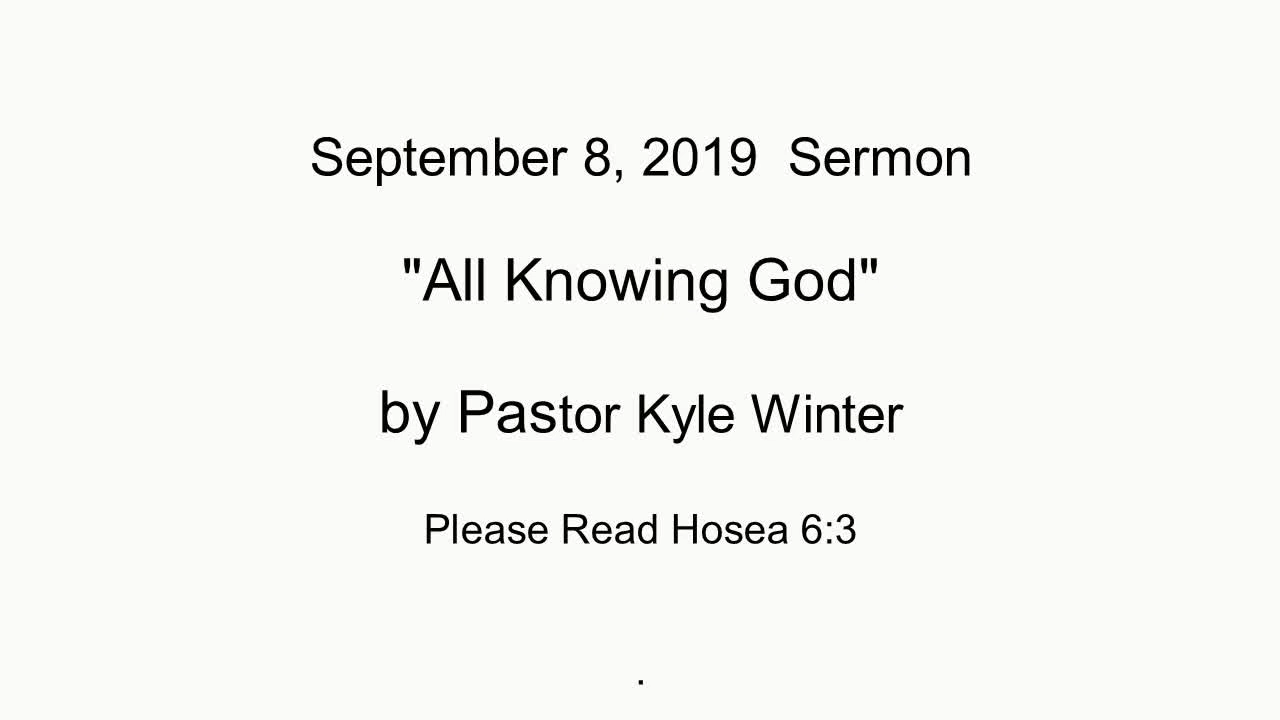 September 8, 2019  Sermon
"All Knowing God"
by Pastor Kyle Winter
Please Read Hosea 6:3
.